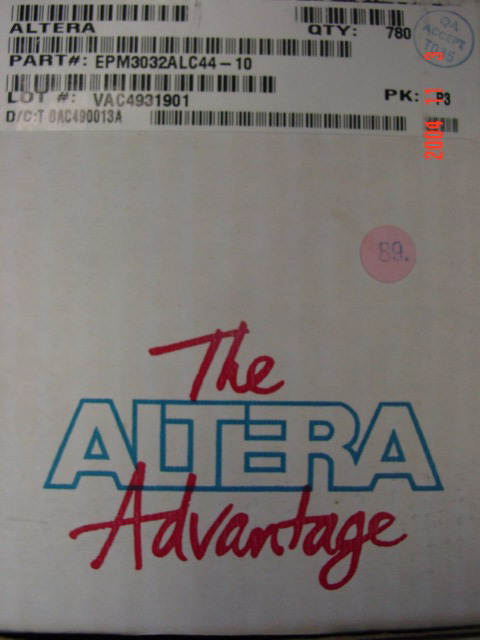 ALTERA QTY: 780
PART#: EPM3032ALC44-10
LOT #: VAC4931901 PK: P3
D/C:T 0AC490013A
QA
ACCEPT
2004 11
89.
The
ALTERA
Advantage